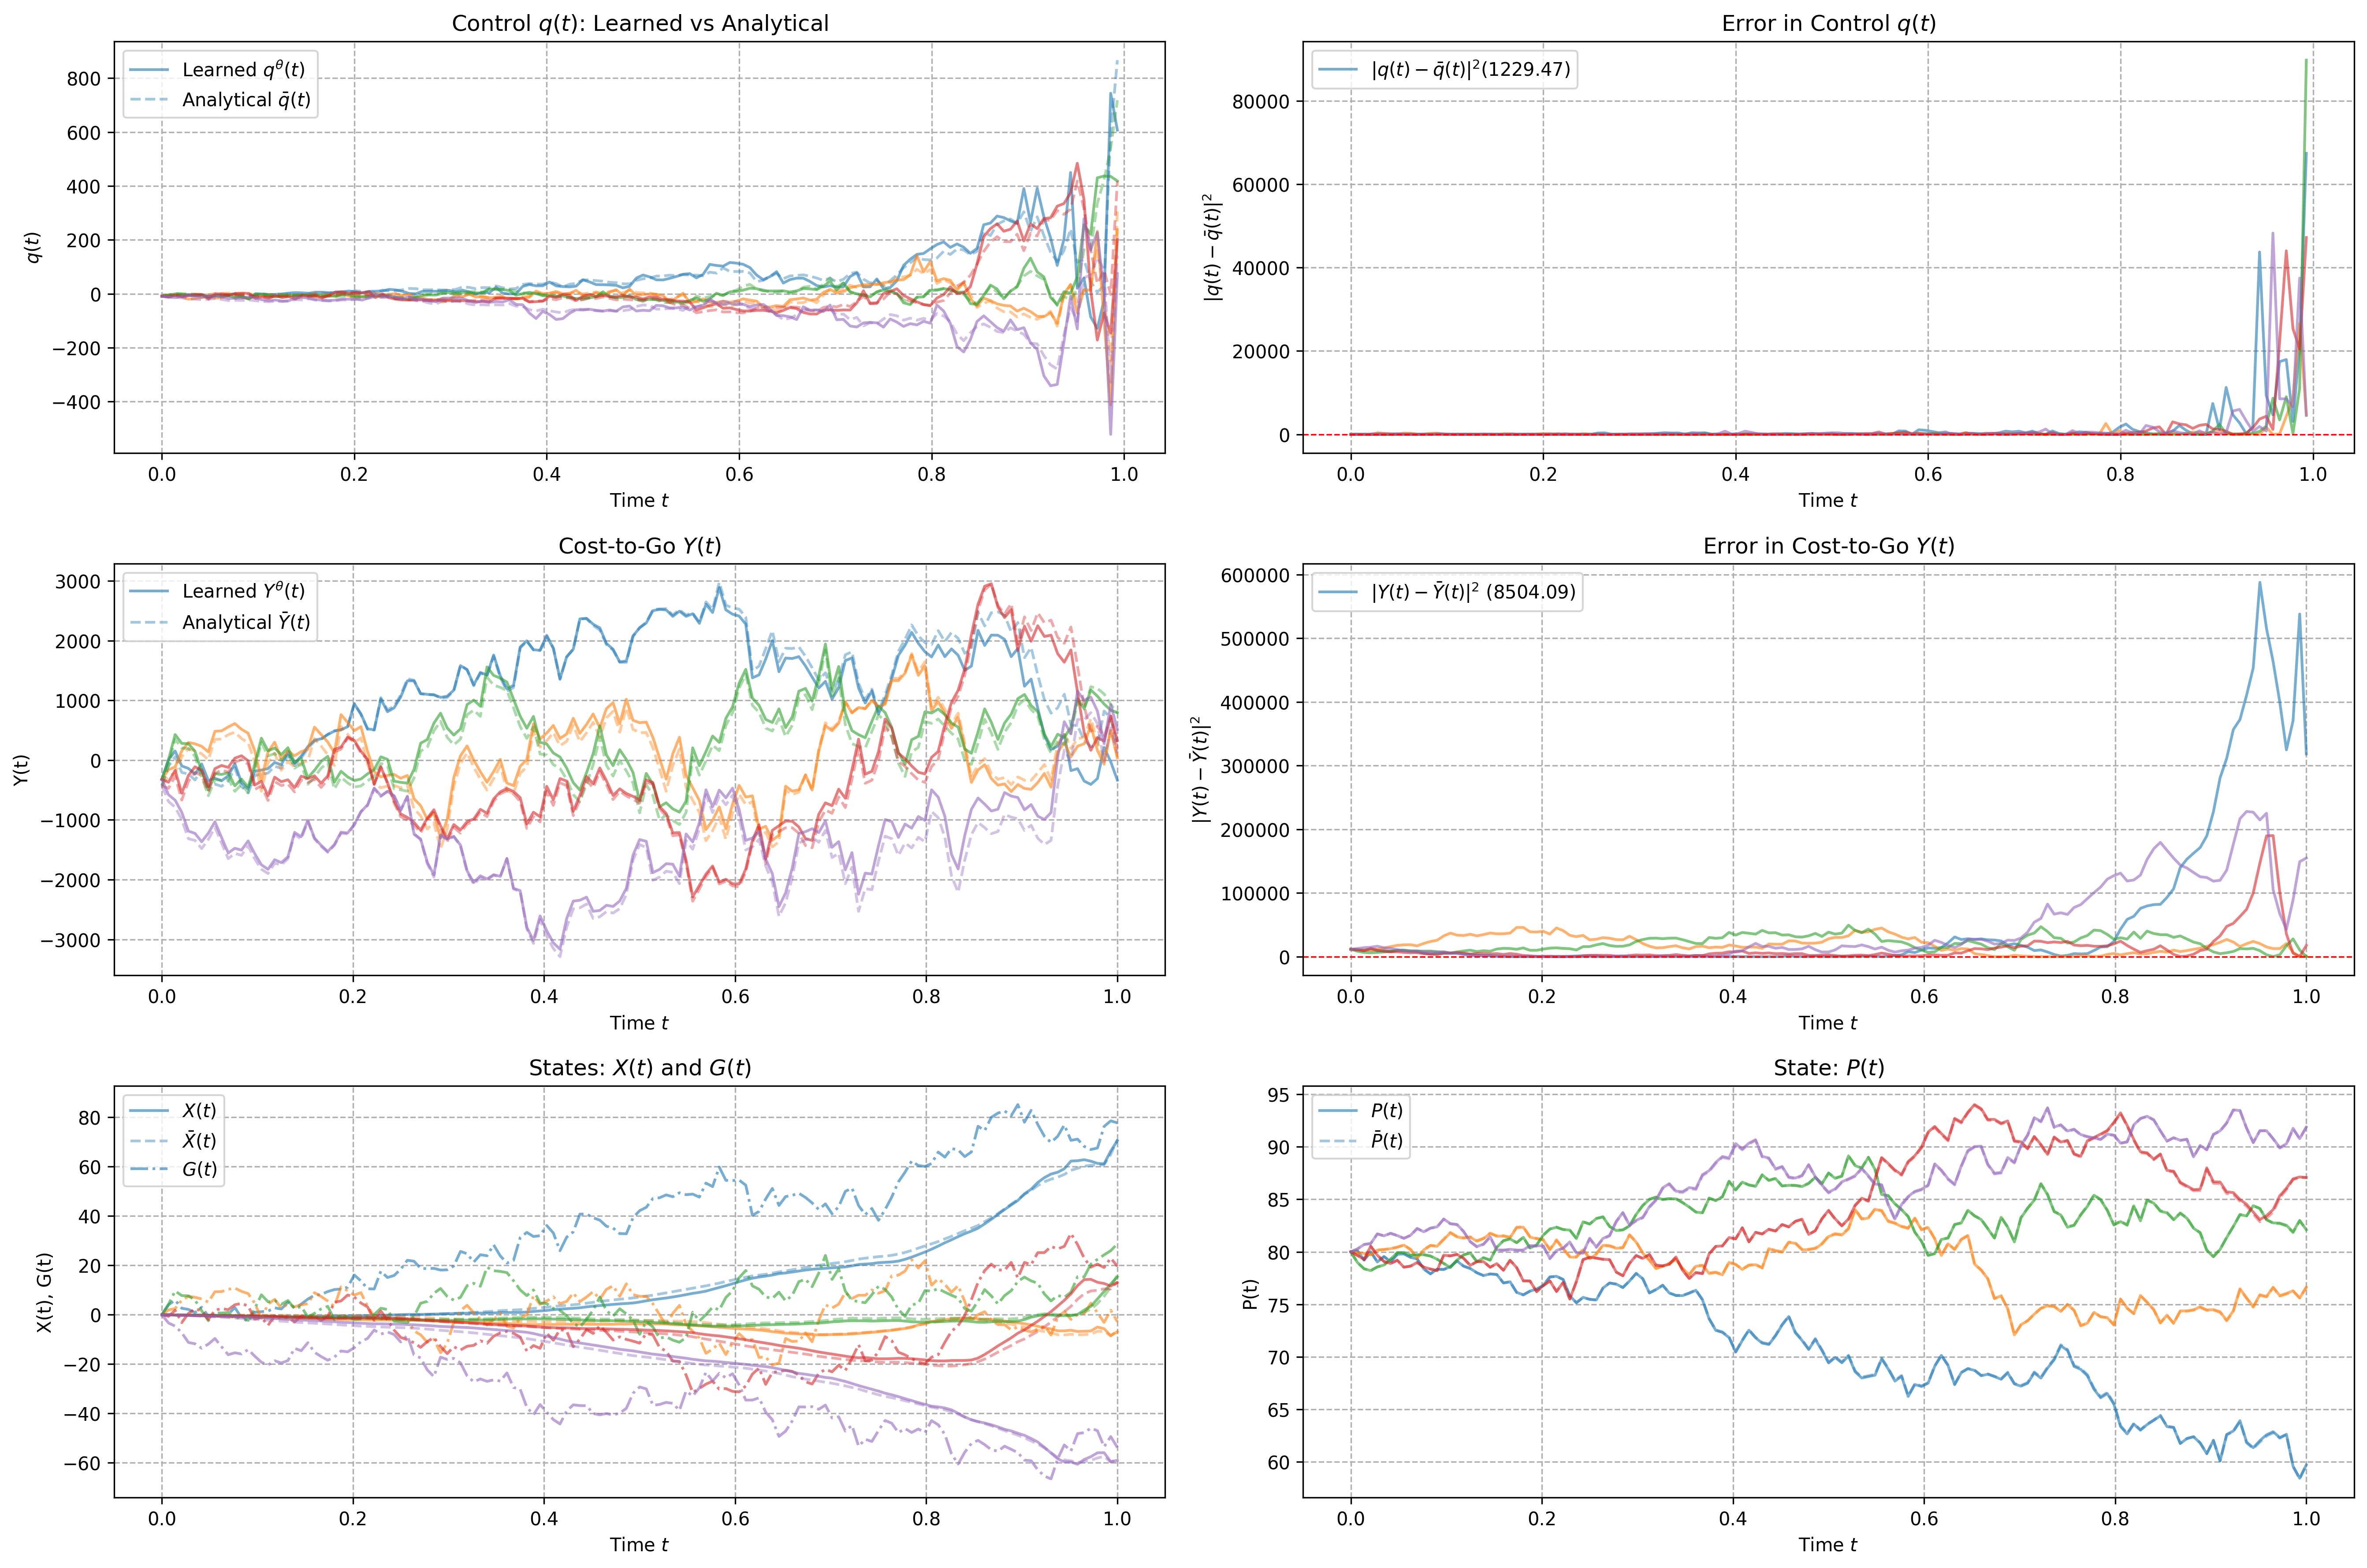 Control q(t): Learned vs Analytical
Learned q^θ(t)
Analytical q̄(t)
q(t)
800
600
400
200
0
−200
−400
0.0 0.2 0.4 0.6 0.8 1.0
Time t
Error in Control q(t)
|q(t) − q̄(t)|²(1229.47)
|q(t) − q̄(t)|²
80000
60000
40000
20000
0
0.0 0.2 0.4 0.6 0.8 1.0
Time t
Cost-to-Go Y(t)
Learned Y^θ(t)
Analytical Ȳ(t)
Y(t)
3000
2000
1000
0
−1000
−2000
−3000
0.0 0.2 0.4 0.6 0.8 1.0
Time t
Error in Cost-to-Go Y(t)
|Y(t) − Ȳ(t)|² (8504.09)
|Y(t) − Ȳ(t)|²
600000
500000
400000
300000
200000
100000
0
0.0 0.2 0.4 0.6 0.8 1.0
Time t
States: X(t) and G(t)
X(t)
X̄(t)
G(t)
X(t), G(t)
80
60
40
20
0
−20
−40
−60
0.0 0.2 0.4 0.6 0.8 1.0
Time t
State: P(t)
P(t)
P̄(t)
P(t)
95
90
85
80
75
70
65
60
0.0 0.2 0.4 0.6 0.8 1.0
Time t